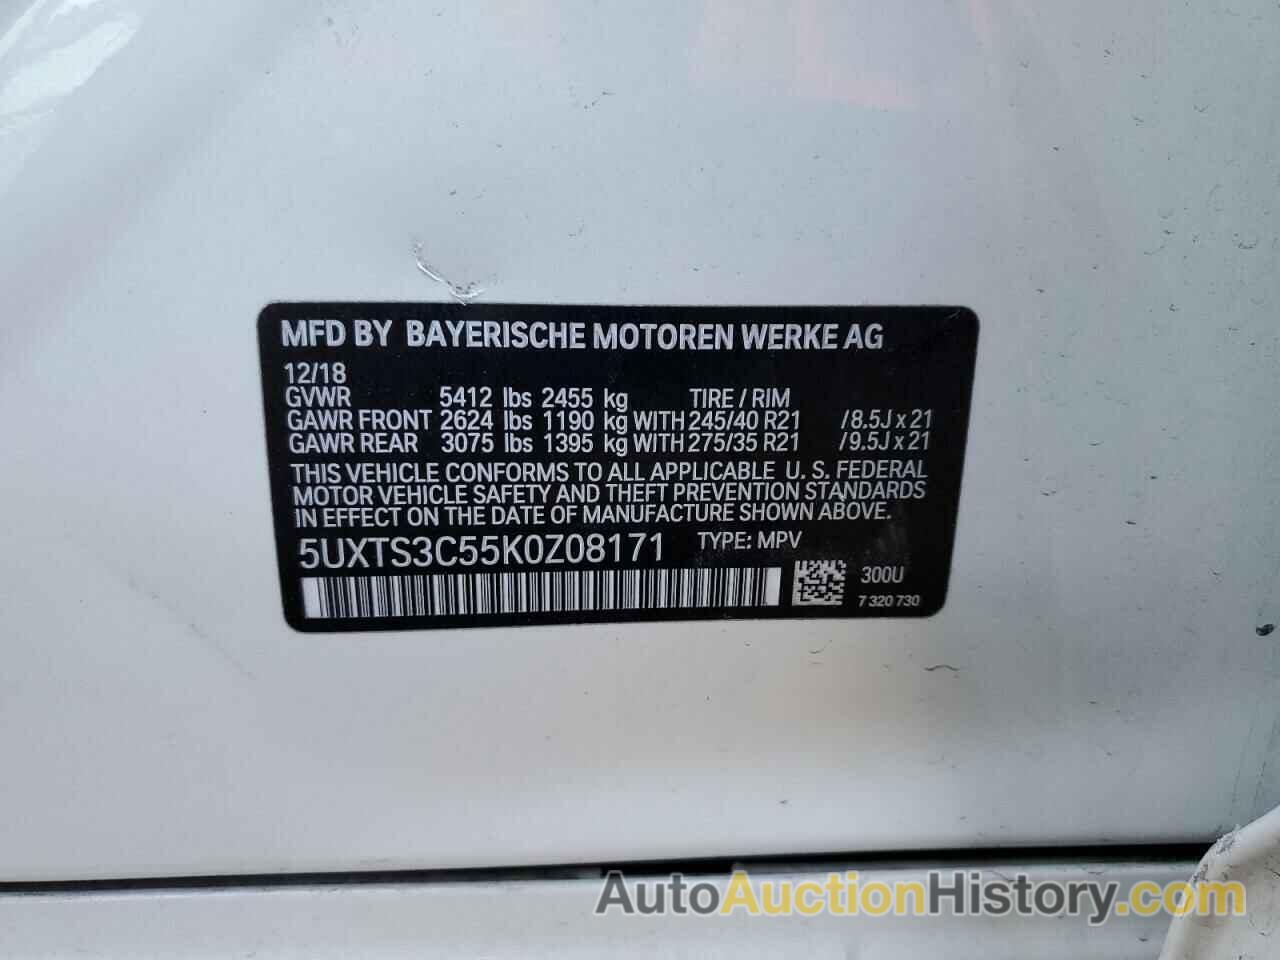 MFD BY BAYERISCHE MOTOREN WERKE AG
12/18
GVWR 5412 lbs 2455 kg TIRE / RIM
GAWR FRONT 2624 lbs 1190 kg WITH 245/40 R21 /8.5J x 21
GAWR REAR 3075 lbs 1395 kg WITH 275/35 R21 /9.5J x 21
THIS VEHICLE CONFORMS TO ALL APPLICABLE U. S. FEDERAL
MOTOR VEHICLE SAFETY AND THEFT PREVENTION STANDARDS
IN EFFECT ON THE DATE OF MANUFACTURE SHOWN ABOVE.
5UXTS3C55K0Z08171 TYPE: MPV
300U
7 320 730
AutoAuctionHistory.com